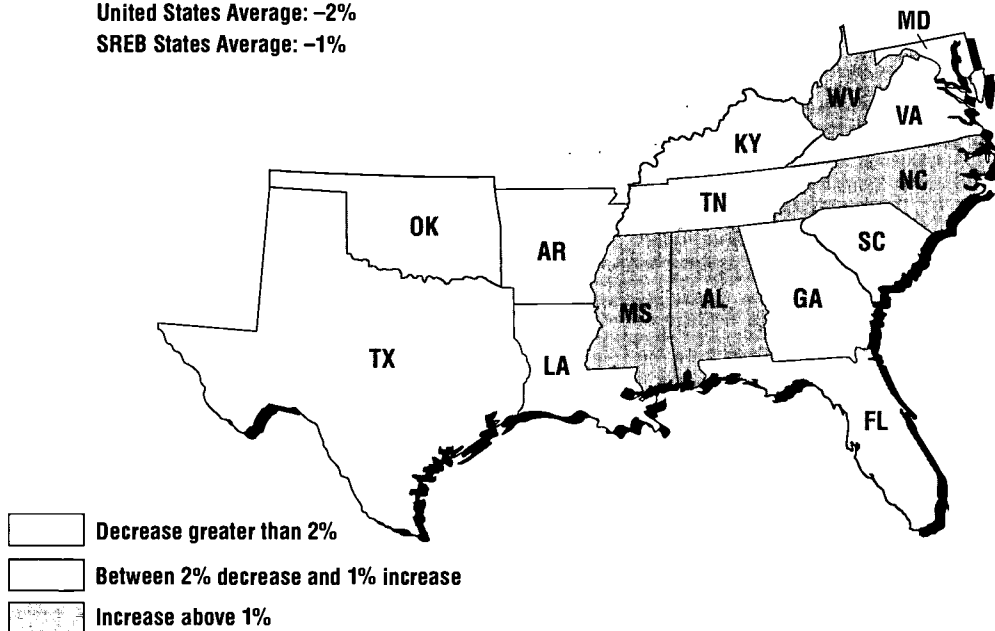 United States Average: –2%
SREB States Average: –1%
MD
WV
VA
KY
NC
TN
OK
AR
SC
MS
AL
GA
TX
LA
FL
Decrease greater than 2%
Between 2% decrease and 1% increase
Increase above 1%